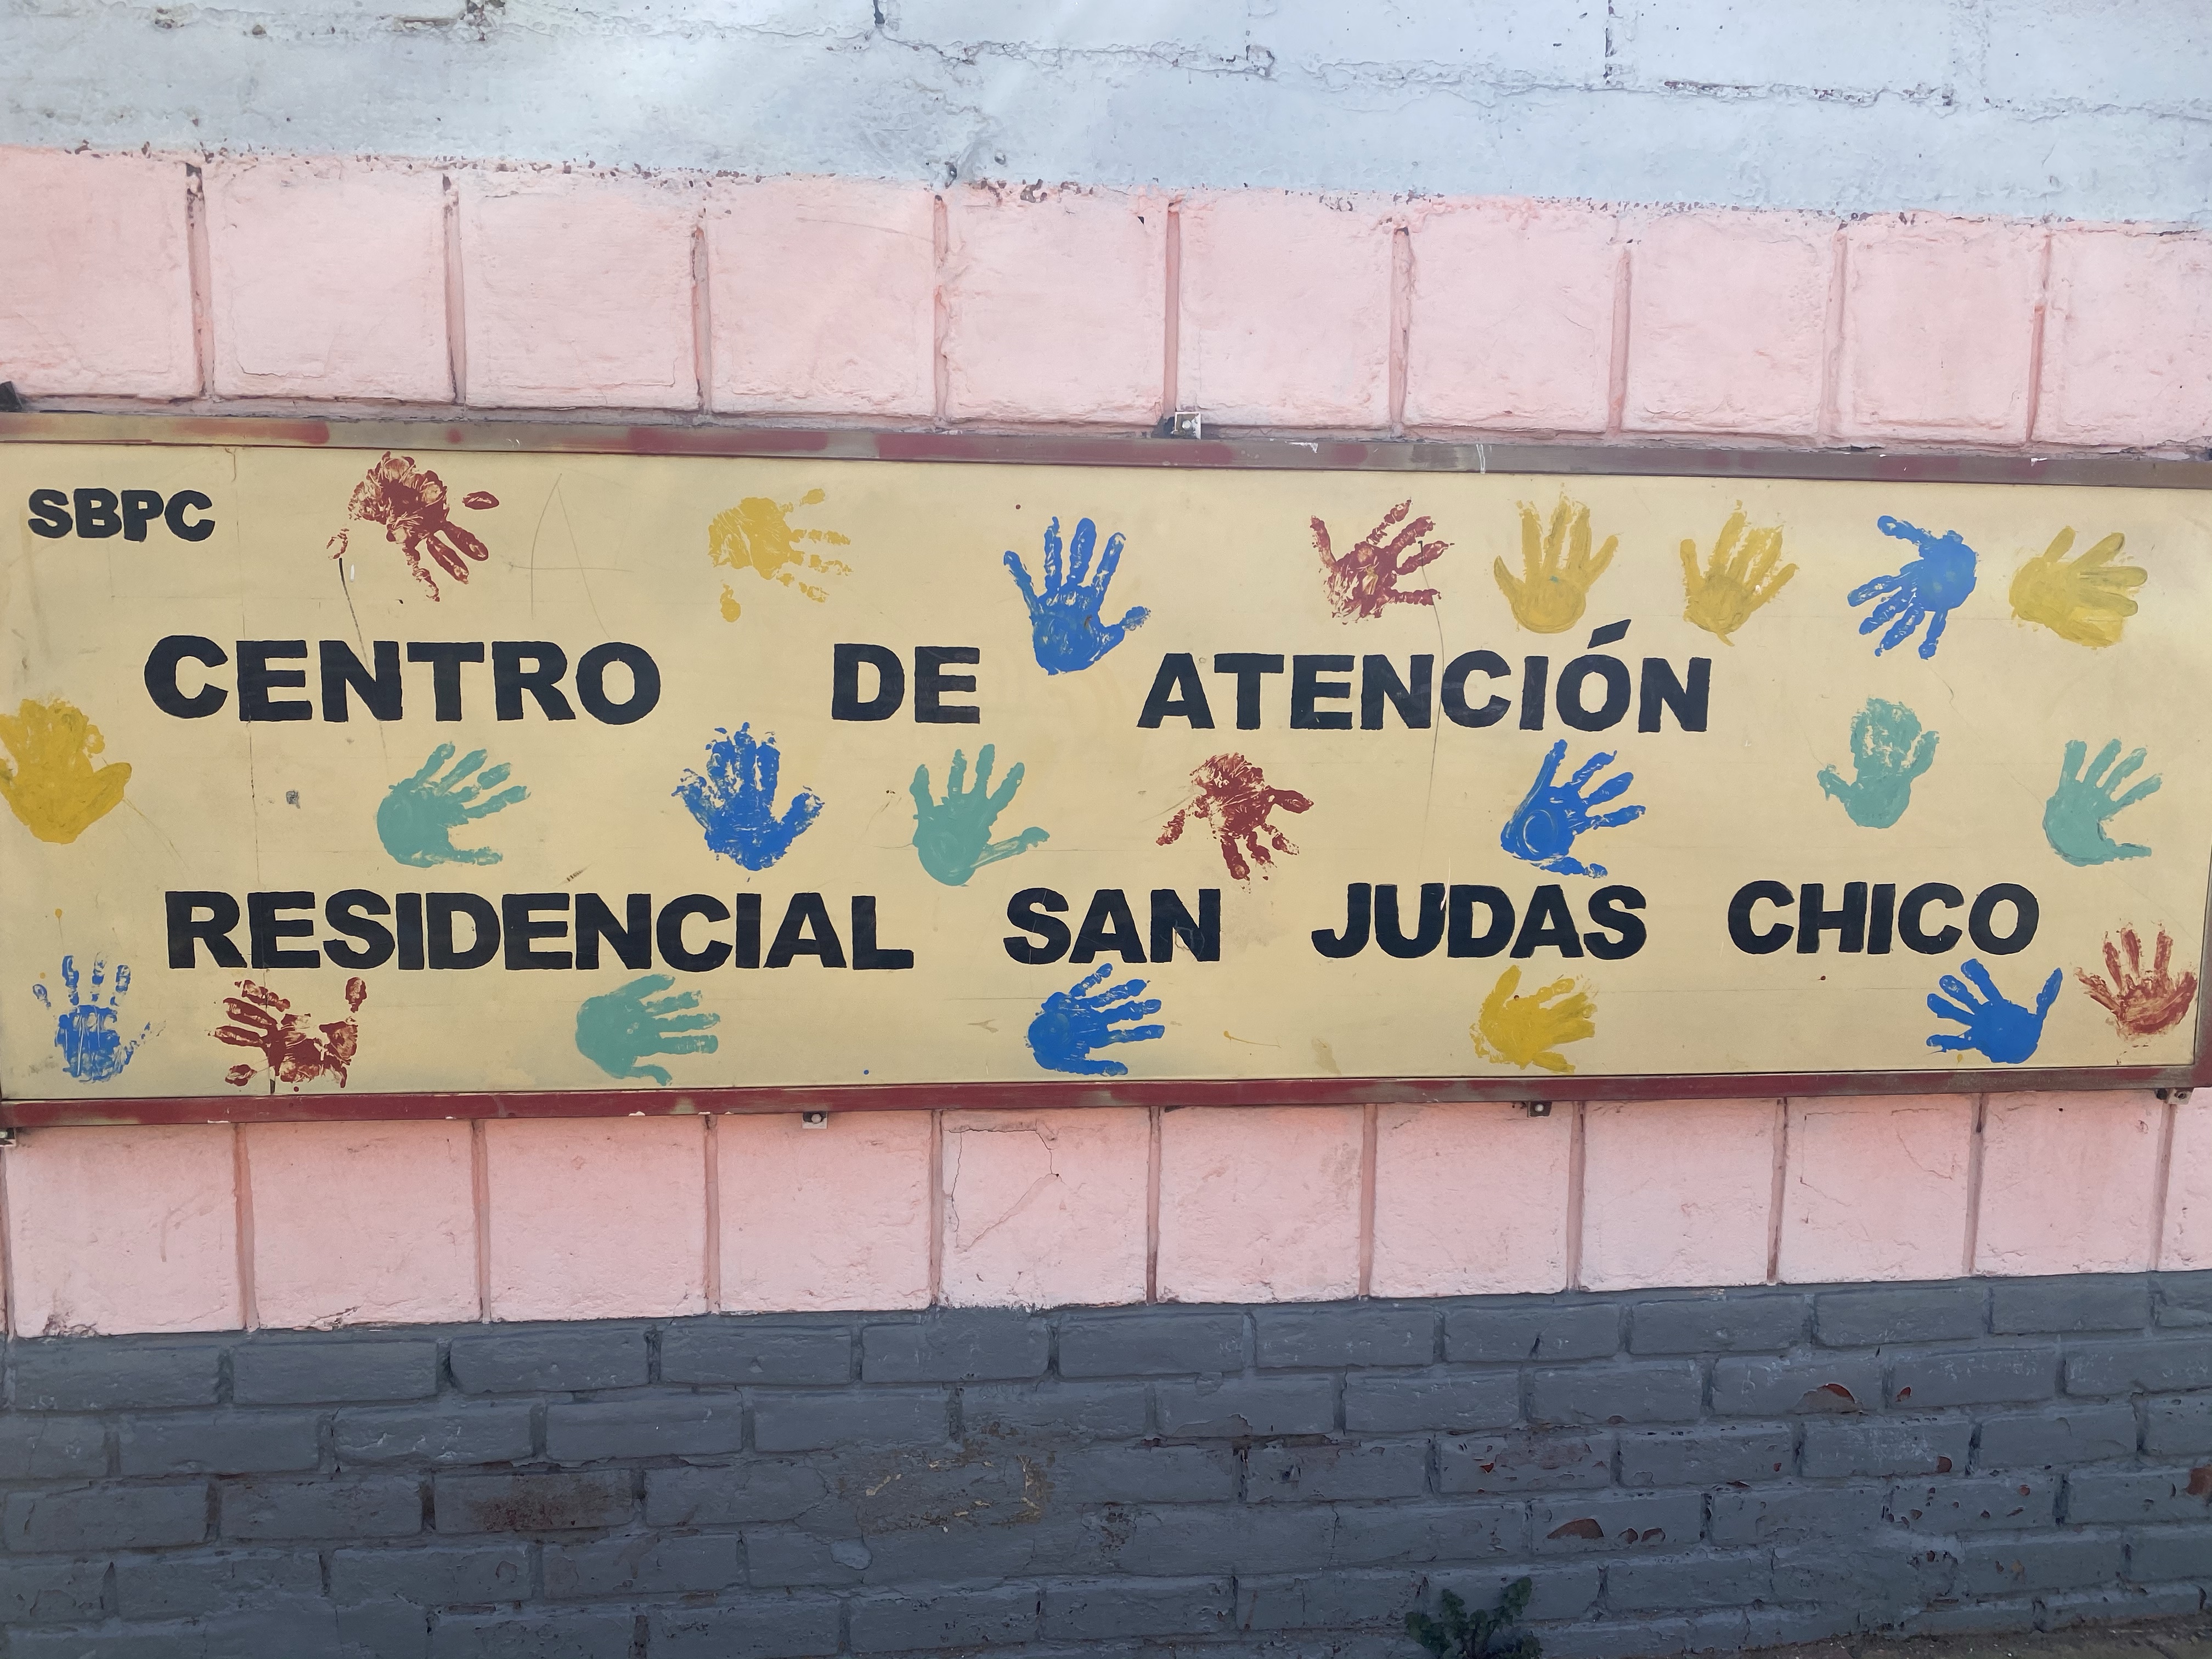 SBPC
CENTRO DE ATENCIÓN
RESIDENCIAL SAN JUDAS CHICO